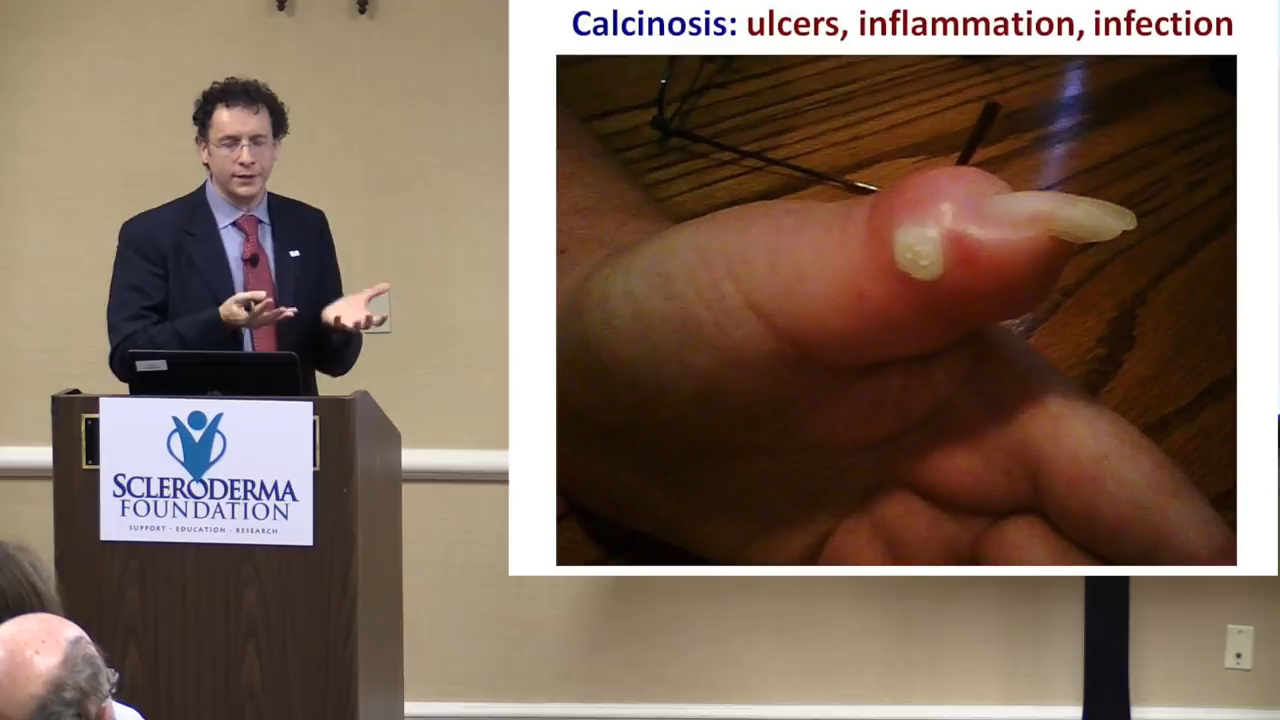 Calcinosis: ulcers, inflammation, infection
SCLERODERMA
FOUNDATION
SUPPORT · EDUCATION · RESEARCH